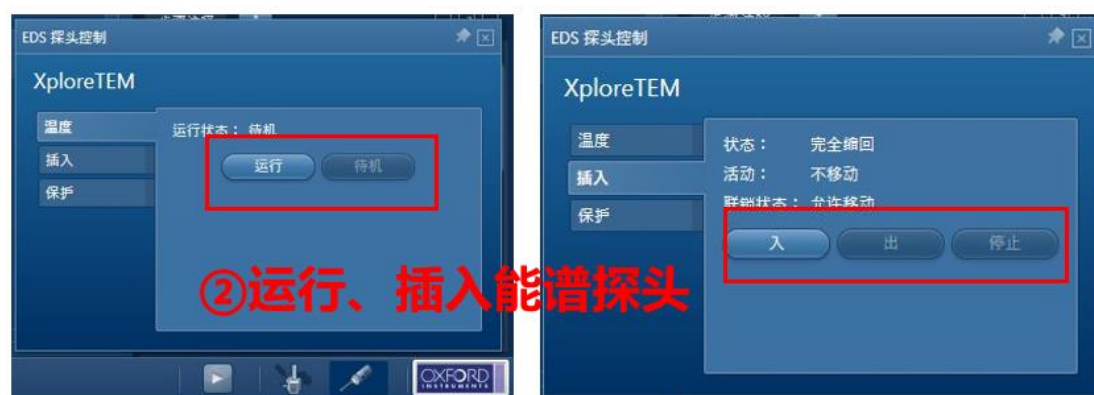 EDS 探头控制
XploreTEM
温度
插入
保护
运行状态： 待机
运行
待机
OXFORD
INSTRUMENTS
EDS 探头控制
XploreTEM
温度
插入
保护
状态： 完全缩回
活动： 不移动
联锁状态： 允许移动
入
出
停止
②运行、插入能谱探头